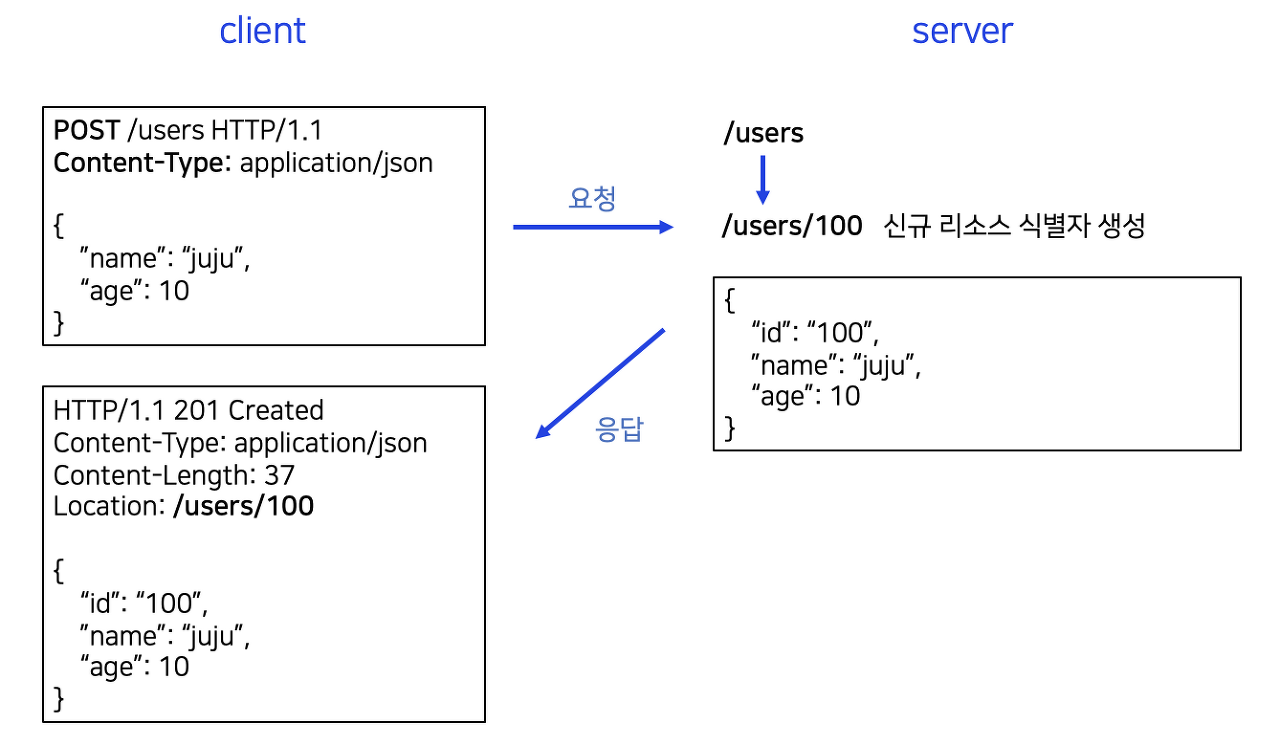 client
server
POST /users HTTP/1.1
Content-Type: application/json
{
”name”: “juju”,
“age”: 10
}
요청
/users
/users/100 신규 리소스 식별자 생성
{
“id”: “100”,
”name”: “juju”,
“age”: 10
}
응답
HTTP/1.1 201 Created
Content-Type: application/json
Content-Length: 37
Location: /users/100
{
“id”: “100”,
”name”: “juju”,
“age”: 10
}